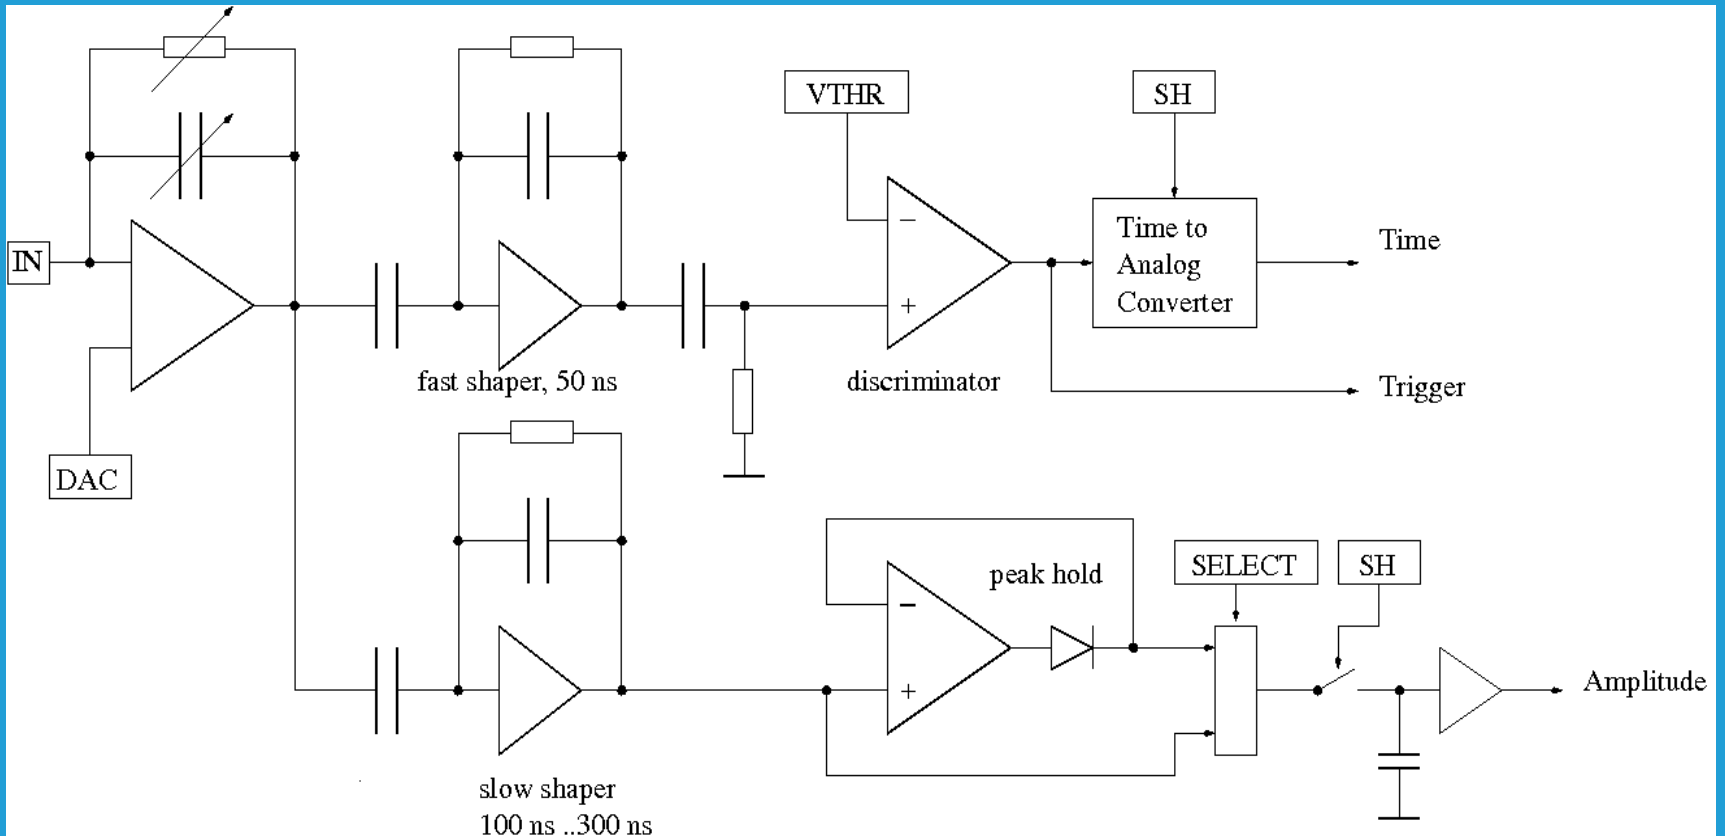 VTHR
SH
IN
−
+
Time to
Analog
Converter
Time
fast shaper, 50 ns
discriminator
Trigger
DAC
peak hold
SELECT
SH
−
+
Amplitude
slow shaper
100 ns ..300 ns